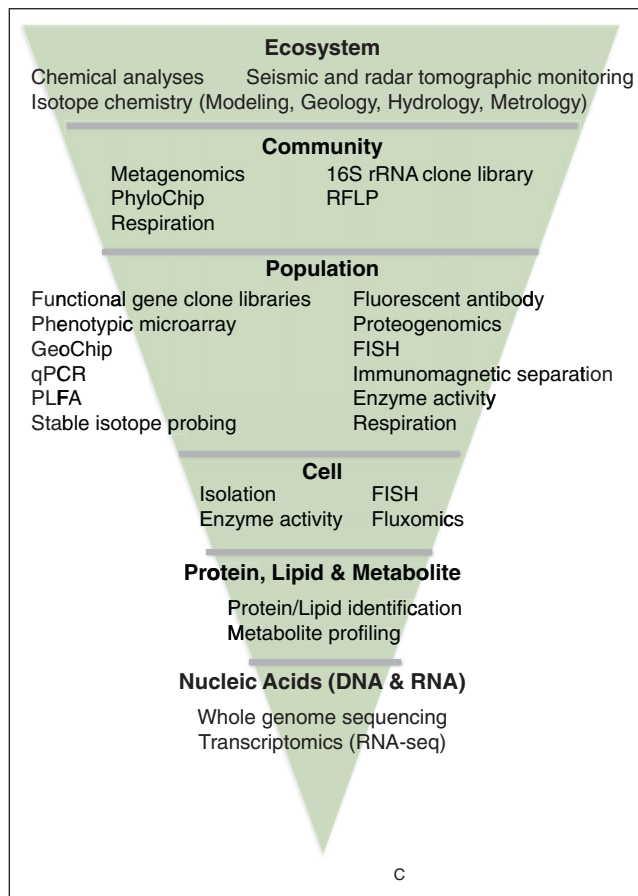 Ecosystem
Chemical analyses Seismic and radar tomographic monitoring
Isotope chemistry (Modeling, Geology, Hydrology, Metrology)
Community
Metagenomics 16S rRNA clone library
PhyloChip RFLP
Respiration
Population
Functional gene clone libraries Fluorescent antibody
Phenotypic microarray Proteogenomics
GeoChip FISH
qPCR Immunomagnetic separation
PLFA Enzyme activity
Stable isotope probing Respiration
Cell
Isolation FISH
Enzyme activity Fluxomics
Protein, Lipid & Metabolite
Protein/Lipid identification
Metabolite profiling
Nucleic Acids (DNA & RNA)
Whole genome sequencing
Transcriptomics (RNA-seq)
C